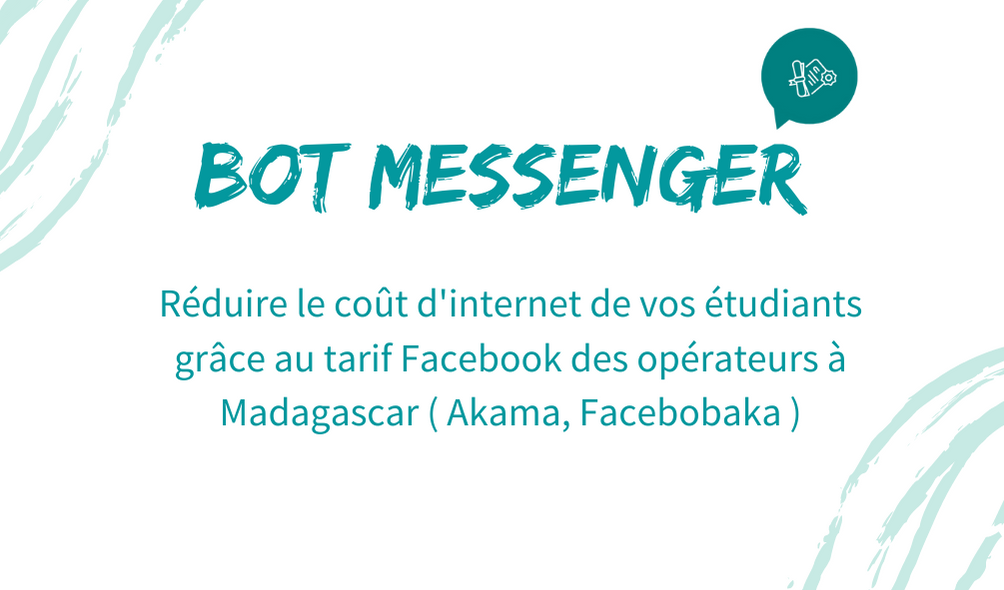 BOT MESSENGER
Réduire le coût d'internet de vos étudiants
grâce au tarif Facebook des opérateurs à
Madagascar ( Akama, Facebobaka )